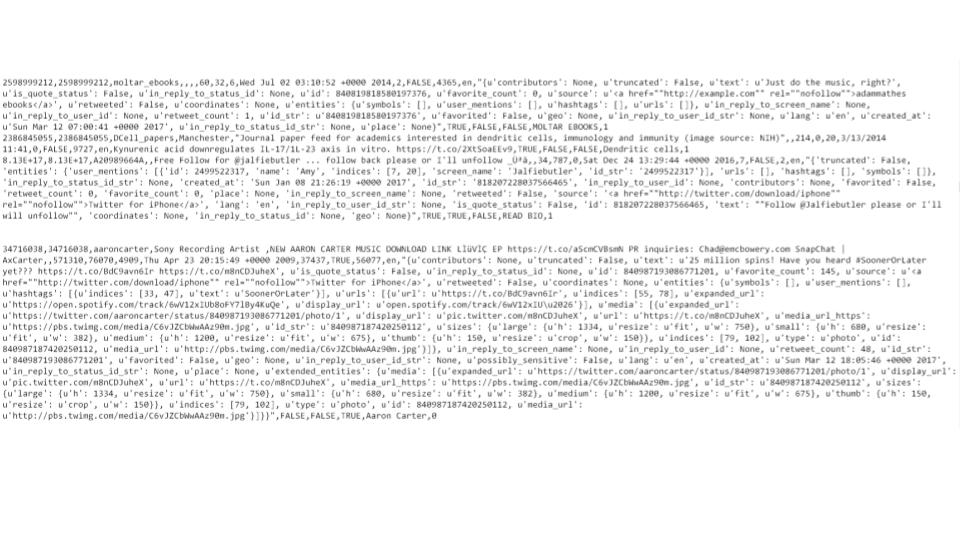 2598999212,2598999212,moltar_ebooks,,,,60,32,6,Wed Jul 02 03:10:52 +0000 2014,2,FALSE,4365,en,"{u'contributors': None, u'truncated': False, u'text': u'Just do the music, right?',
u'is_quote_status': False, u'in_reply_to_status_id': None, u'id': 840819818580197376, u'favorite_count': 0, u'source': u'<a href=""http://example.com"" rel=""nofollow"">adammathes
ebooks</a>', u'retweeted': False, u'coordinates': None, u'entities': {u'symbols': [], u'user_mentions': [], u'hashtags': [], u'urls': []}, u'in_reply_to_screen_name': None,
u'in_reply_to_user_id': None, u'retweet_count': 1, u'id_str': u'840819818580197376', u'favorited': False, u'geo': None, u'in_reply_to_user_id_str': None, u'lang': u'en', u'created_at':
u'Sun Mar 12 07:00:41 +0000 2017', u'in_reply_to_status_id_str': None, u'place': None}",TRUE,FALSE,FALSE,MOLTAR EBOOKS,1
2386845055,2386845055,DCell papers,Manchester,"Journal paper feed for academics interested in dendritic cells, immunology and immunity (image source: NIH)",,214,0,20,3/13/2014
11:41,0,FALSE,9727,en,Kynurenic acid downregulates IL-17/1L-23 axis in vitro. https://t.co/2XtSoaEEv9,TRUE,FALSE,FALSE,Dendritic cells,1
8.13E+17,8.13E+17,A20989664A,,Free Follow for @jalfiebutler ... follow back please or I'll unfollow 34,787,0,Sat Dec 24 13:29:44 +0000 2016,7,FALSE,2,en,"{'truncated': False,
'entities': {'user_mentions': [{'id': 2499522317, 'name': 'Amy', 'indices': [7, 20], 'screen_name': 'Jalfiebutler', 'id_str': '2499522317'}], 'urls': [], 'hashtags': [], 'symbols': []},
'in_reply_to_status_id': None, 'created_at': 'Sun Jan 08 21:26:19 +0000 2017', 'id_str': '818207228037566465', 'in_reply_to_user_id': None, 'contributors': None, 'favorited': False,
'retweet_count': 0, 'favorite_count': 0, 'place': None, 'in_reply_to_screen_name': None, 'retweeted': False, 'source': '<a href=""http://twitter.com/download/iphone""
rel=""nofollow"">Twitter for iPhone</a>', 'lang': 'en', 'in_reply_to_user_id_str': None, 'is_quote_status': False, 'id': 818207228037566465, 'text': ""Follow @Jalfiebutler please or I'll
will unfollow"", 'coordinates': None, 'in_reply_to_status_id_str': None, 'geo': None}",TRUE,TRUE,FALSE,READ BIO,1
34716038,34716038,aaroncarter,Sony Recording Artist ,NEW AARON CARTER MUSIC DOWNLOAD LINK LÏùVÏÇ EP https://t.co/aScmCVBsmN PR inquiries: Chad@emcbowery.com SnapChat |
AxCarter,,571310,76070,4909,Thu Apr 23 20:15:49 +0000 2009,37437,TRUE,56077,en,"{u'contributors': None, u'truncated': False, u'text': u'25 million spins! Have you heard #SoonerOrLater
yet??? https://t.co/BdC9avn6Ir https://t.co/m8nCDJuheX', u'is_quote_status': False, u'in_reply_to_status_id': None, u'id': 840987193086771201, u'favorite_count': 145, u'source': u'<a
href=""http://twitter.com/download/iphone"" rel=""nofollow"">Twitter for iPhone</a>', u'retweeted': False, u'coordinates': None, u'entities': {u'symbols': [], u'user_mentions': [],
u'hashtags': [{u'indices': [33, 47], u'text': u'SoonerOrLater'}], u'urls': [{u'url': u'https://t.co/BdC9avn6Ir', u'indices': [55, 78], u'expanded_url':
u'https://open.spotify.com/track/6wV12xIUb8oFY7lBy4KuQe', u'display_url': u'open.spotify.com/track/6wV12xIU\u2026'}], u'media': [{u'expanded_url':
u'https://twitter.com/aaroncarter/status/840987193086771201/photo/1', u'display_url': u'pic.twitter.com/m8nCDJuheX', u'url': u'https://t.co/m8nCDJuheX', u'media_url_https':
u'https://pbs.twimg.com/media/C6vJZCbWwAAz90m.jpg', u'id_str': u'840987187420250112', u'sizes': {u'large': {u'h': 1334, u'resize': u'fit', u'w': 750}, u'small': {u'h': 680, u'resize':
u'fit', u'w': 382}, u'medium': {u'h': 1200, u'resize': u'fit', u'w': 675}, u'thumb': {u'h': 150, u'resize': u'crop', u'w': 150}}, u'indices': [79, 102], u'type': u'photo', u'id':
840987187420250112, u'media_url': u'http://pbs.twimg.com/media/C6vJZCbWwAAz90m.jpg'}]}, u'in_reply_to_screen_name': None, u'in_reply_to_user_id': None, u'retweet_count': 48, u'id_str':
u'840987193086771201', u'favorited': False, u'geo': None, u'in_reply_to_user_id_str': None, u'possibly_sensitive': False, u'lang': u'en', u'created_at': u'Sun Mar 12 18:05:46 +0000 2017',
u'in_reply_to_status_id_str': None, u'place': None, u'extended_entities': {u'media': [{u'expanded_url': u'https://twitter.com/aaroncarter/status/840987193086771201/photo/1', u'display_url':
u'pic.twitter.com/m8nCDJuheX', u'url': u'https://t.co/m8nCDJuheX', u'media_url_https': u'https://pbs.twimg.com/media/C6vJZCbWwAAz90m.jpg', u'id_str': u'840987187420250112', u'sizes':
{u'large': {u'h': 1334, u'resize': u'fit', u'w': 750}, u'small': {u'h': 680, u'resize': u'fit', u'w': 382}, u'medium': {u'h': 1200, u'resize': u'fit', u'w': 675}, u'thumb': {u'h': 150,
u'resize': u'crop', u'w': 150}}, u'indices': [79, 102], u'type': u'photo', u'id': 840987187420250112, u'media_url':
u'http://pbs.twimg.com/media/C6vJZCbWwAAz90m.jpg'}]}}",FALSE,FALSE,TRUE,Aaron Carter,0